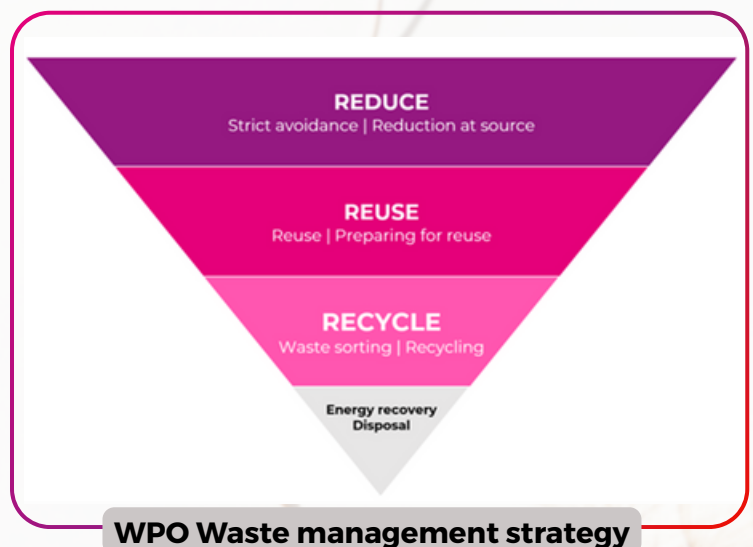 REDUCE
Strict avoidance | Reduction at source
REUSE
Reuse | Preparing for reuse
RECYCLE
Waste sorting | Recycling
Energy recovery
Disposal
WPO Waste management strategy